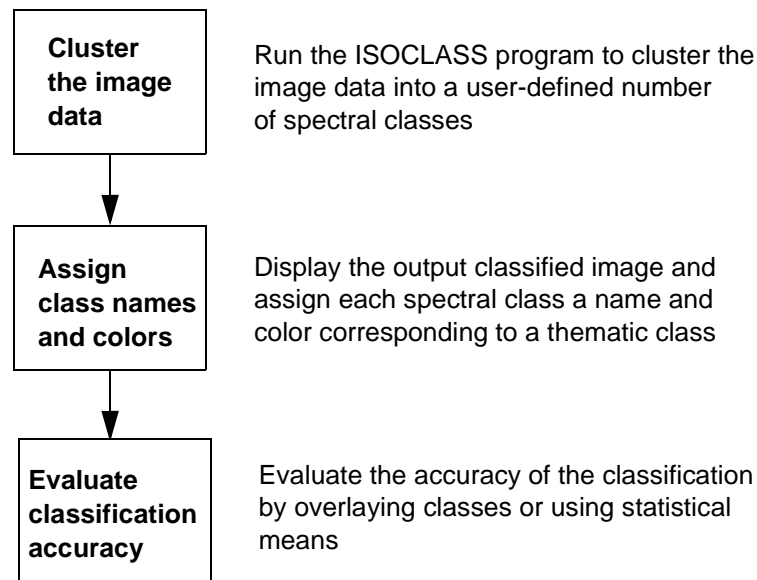 Cluster
the image
data
Run the ISOCLASS program to cluster the
image data into a user-defined number
of spectral classes
Assign
class names
and colors
Display the output classified image and
assign each spectral class a name and
color corresponding to a thematic class
Evaluate
classification
accuracy
Evaluate the accuracy of the classification
by overlaying classes or using statistical
means